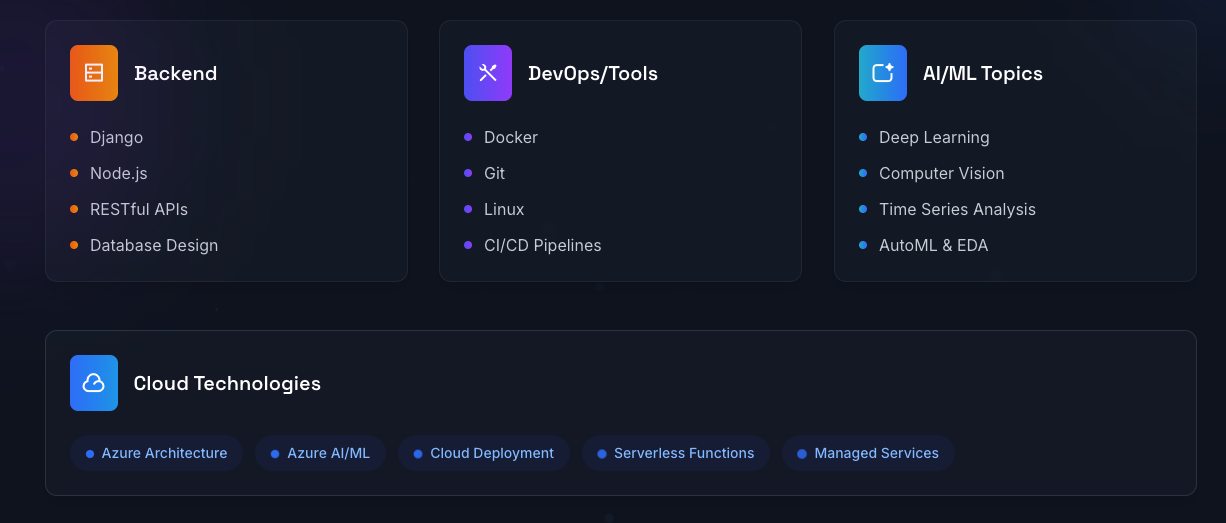 Backend
Django
Node.js
RESTful APIs
Database Design
DevOps/Tools
Docker
Git
Linux
CI/CD Pipelines
AI/ML Topics
Deep Learning
Computer Vision
Time Series Analysis
AutoML & EDA
Cloud Technologies
Azure Architecture
Azure AI/ML
Cloud Deployment
Serverless Functions
Managed Services